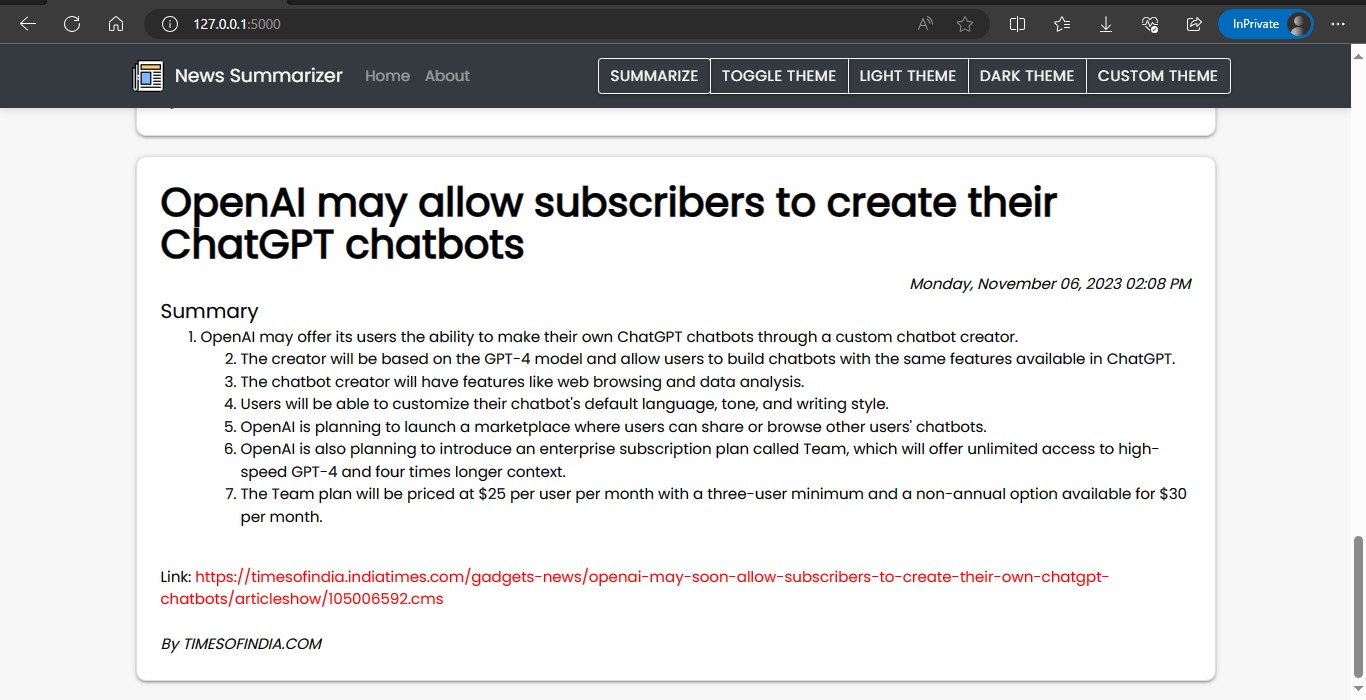 127.0.0.1:5000
InPrivate
News Summarizer Home About SUMMARIZE TOGGLE THEME LIGHT THEME DARK THEME CUSTOM THEME
OpenAI may allow subscribers to create their
ChatGPT chatbots
Monday, November 06, 2023 02:08 PM
Summary
1. OpenAI may offer its users the ability to make their own ChatGPT chatbots through a custom chatbot creator.
2. The creator will be based on the GPT-4 model and allow users to build chatbots with the same features available in ChatGPT.
3. The chatbot creator will have features like web browsing and data analysis.
4. Users will be able to customize their chatbot's default language, tone, and writing style.
5. OpenAI is planning to launch a marketplace where users can share or browse other users' chatbots.
6. OpenAI is also planning to introduce an enterprise subscription plan called Team, which will offer unlimited access to high-
speed GPT-4 and four times longer context.
7. The Team plan will be priced at $25 per user per month with a three-user minimum and a non-annual option available for $30
per month.
Link: https://timesofindia.indiatimes.com/gadgets-news/openai-may-soon-allow-subscribers-to-create-their-own-chatgpt-
chatbots/articleshow/105006592.cms
By TIMESOFINDIA.COM